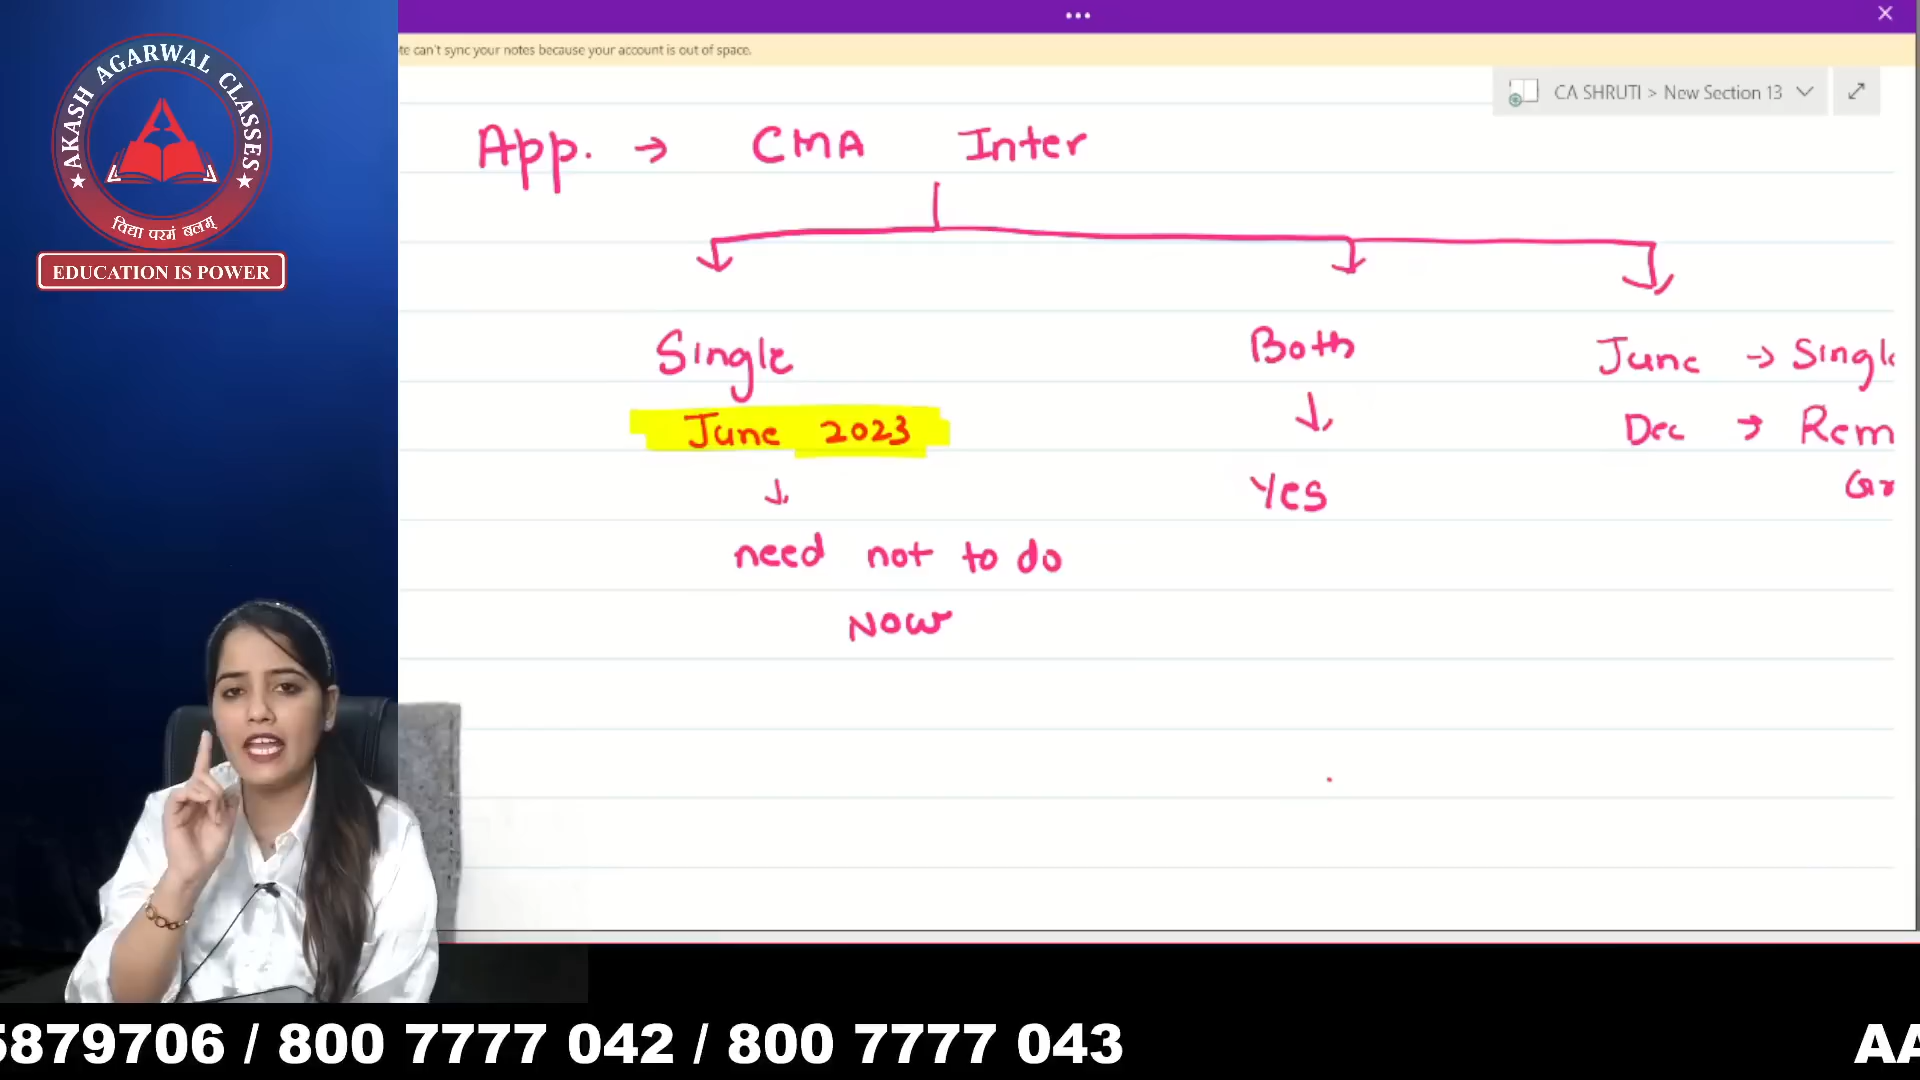 AKASH AGARWAL CLASSES
विद्या परमं बलम्
EDUCATION IS POWER
te can't sync your notes because your account is out of space.
CA SHRUTI > New Section 13
App. → CMA Inter
Single
June 2023
↓
need not to do
Now
Both
↓
Yes
June → Single
Dec → Rem
Gr
5879706 / 800 7777 042 / 800 7777 043
AA